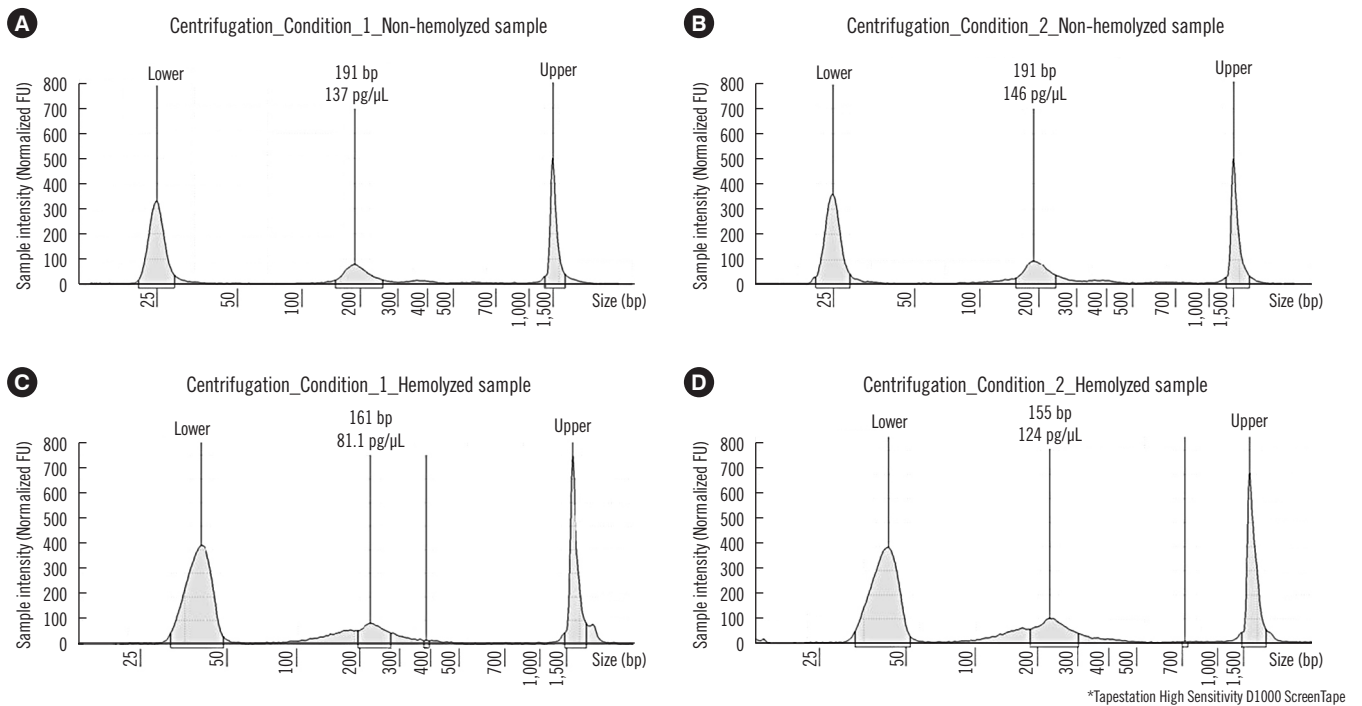 A
Centrifugation_Condition_1_Non-hemolyzed sample
Sample intensity (Normalized FU)
800
700
600
500
400
300
200
100
0
Lower
191 bp
137 pg/µL
Upper
25
50
100
200
300
400
500
700
1,000
1,500
Size (bp)
B
Centrifugation_Condition_2_Non-hemolyzed sample
Sample intensity (Normalized FU)
800
700
600
500
400
300
200
100
0
Lower
191 bp
146 pg/µL
Upper
25
50
100
200
300
400
500
700
1,000
1,500
Size (bp)
C
Centrifugation_Condition_1_Hemolyzed sample
Sample intensity (Normalized FU)
800
700
600
500
400
300
200
100
0
Lower
161 bp
81.1 pg/µL
Upper
25
50
100
200
300
400
500
700
1,000
1,500
Size (bp)
D
Centrifugation_Condition_2_Hemolyzed sample
Sample intensity (Normalized FU)
800
700
600
500
400
300
200
100
0
Lower
155 bp
124 pg/µL
Upper
25
50
100
200
300
400
500
700
1,000
1,500
Size (bp)
*Tapestation High Sensitivity D1000 ScreenTape